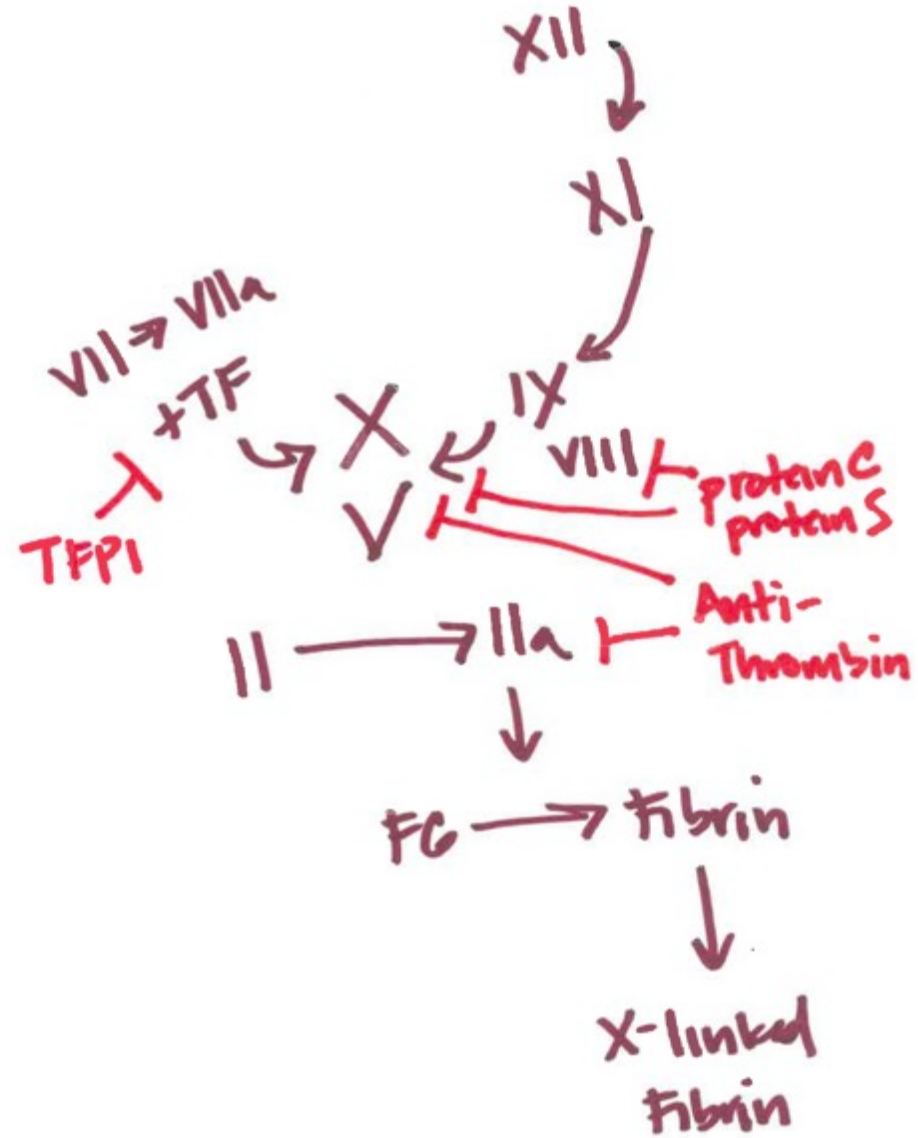 XII
XI
VII → VIIa
+TF
X
IX
VIII
V
TFPI
protein C
protein S
Anti-
Thrombin
II → IIa
FG → Fibrin
X-linked
Fibrin